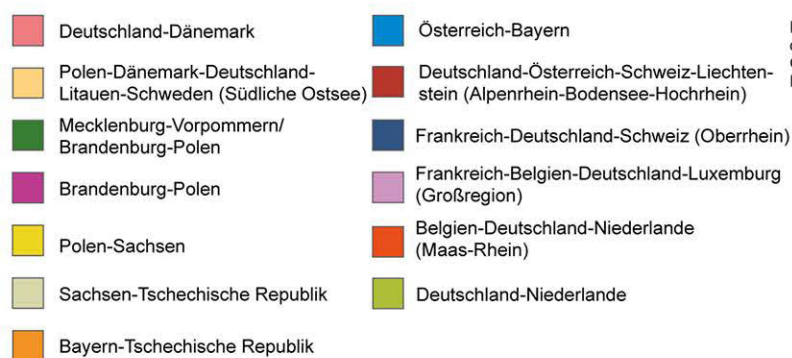 Deutschland-Dänemark
Polen-Dänemark-Deutschland-
Litauen-Schweden (Südliche Ostsee)
Mecklenburg-Vorpommern/
Brandenburg-Polen
Brandenburg-Polen
Polen-Sachsen
Sachsen-Tschechische Republik
Bayern-Tschechische Republik
Österreich-Bayern
Deutschland-Österreich-Schweiz-Liechten-
stein (Alpenrhein-Bodensee-Hochrhein)
Frankreich-Deutschland-Schweiz (Oberrhein)
Frankreich-Belgien-Deutschland-Luxemburg
(Großregion)
Belgien-Deutschland-Niederlande
(Maas-Rhein)
Deutschland-Niederlande